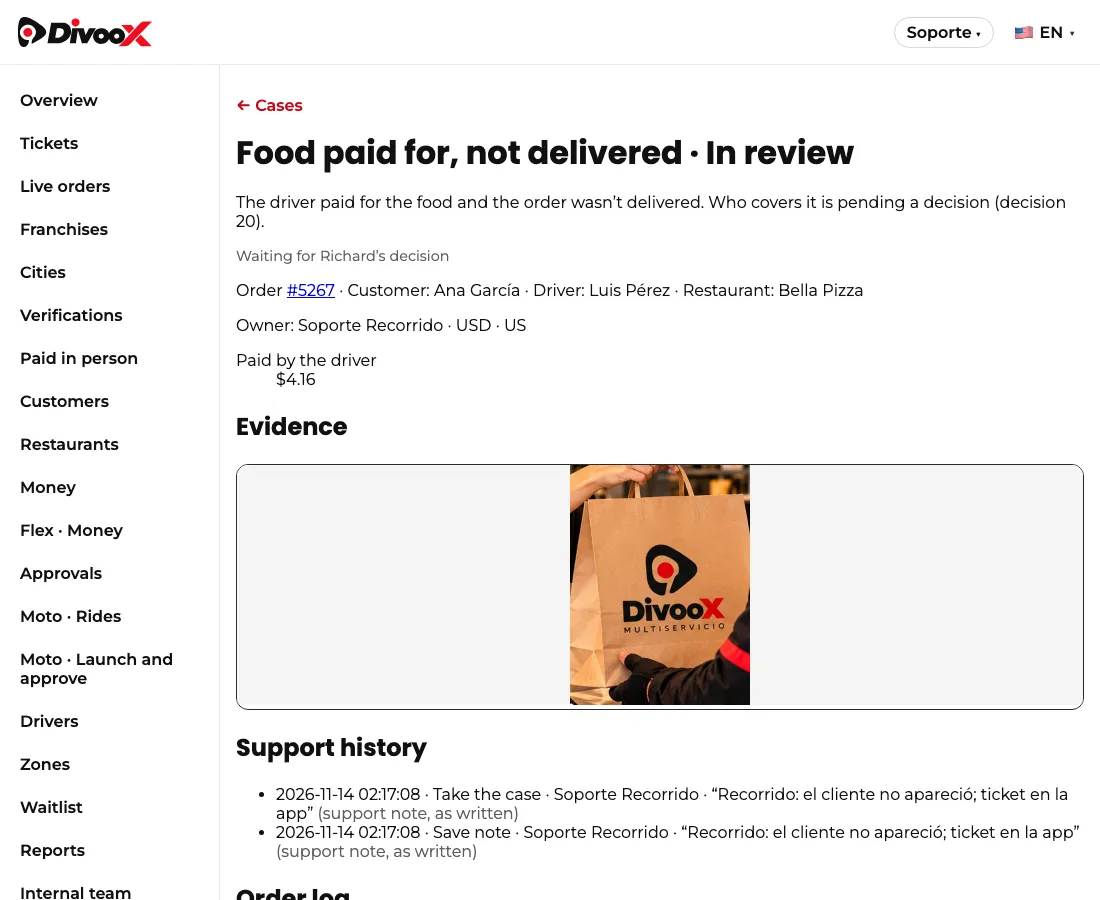 DivooX
Soporte ▾
🇺🇸 EN ▾
Overview
Tickets
Live orders
Franchises
Cities
Verifications
Paid in person
Customers
Restaurants
Money
Flex · Money
Approvals
Moto · Rides
Moto · Launch and
approve
Drivers
Zones
Waitlist
Reports
Internal team
← Cases
Food paid for, not delivered · In review
The driver paid for the food and the order wasn’t delivered. Who covers it is pending a decision (decision
20).
Waiting for Richard’s decision
Order #5267 · Customer: Ana García · Driver: Luis Pérez · Restaurant: Bella Pizza
Owner: Soporte Recorrido · USD · US
Paid by the driver
$4.16
Evidence
DivooX
MULTISERVICIO
Support history
• 2026-11-14 02:17:08 · Take the case · Soporte Recorrido · “Recorrido: el cliente no apareció; ticket en la
app” (support note, as written)
• 2026-11-14 02:17:08 · Save note · Soporte Recorrido · “Recorrido: el cliente no apareció; ticket en la app”
(support note, as written)
Order log